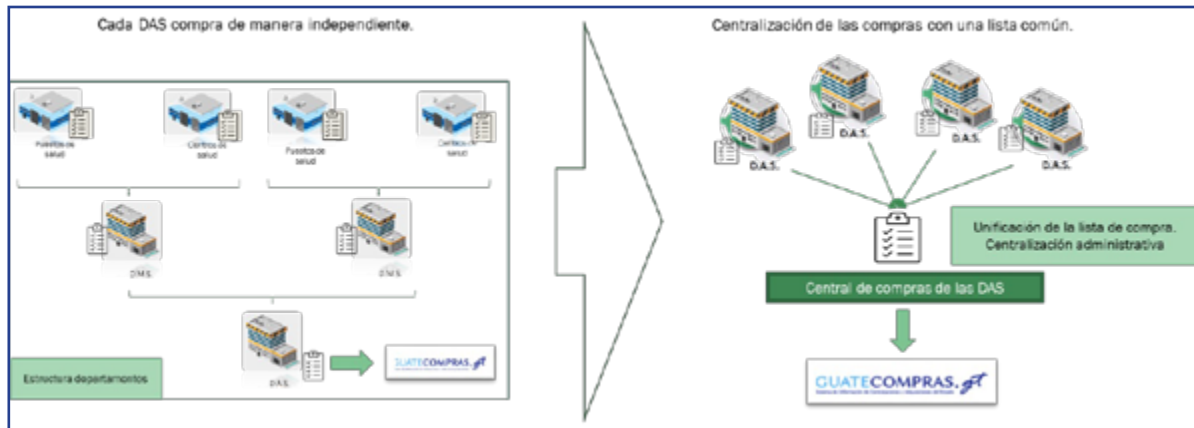 Cada DAS compra de manera independiente.
Centralización de las compras con una lista común.
Puestos de
salud
Centros de
salud
Puestos de
salud
Centros de
salud
D.M.S.
D.M.S.
D.A.S.
Estructura departamentos
GUATECOMPRAS.gt
D.A.S.
D.A.S.
D.A.S.
D.A.S.
Unificación de la lista de compra.
Centralización administrativa
Central de compras de las DAS
GUATECOMPRAS.gt